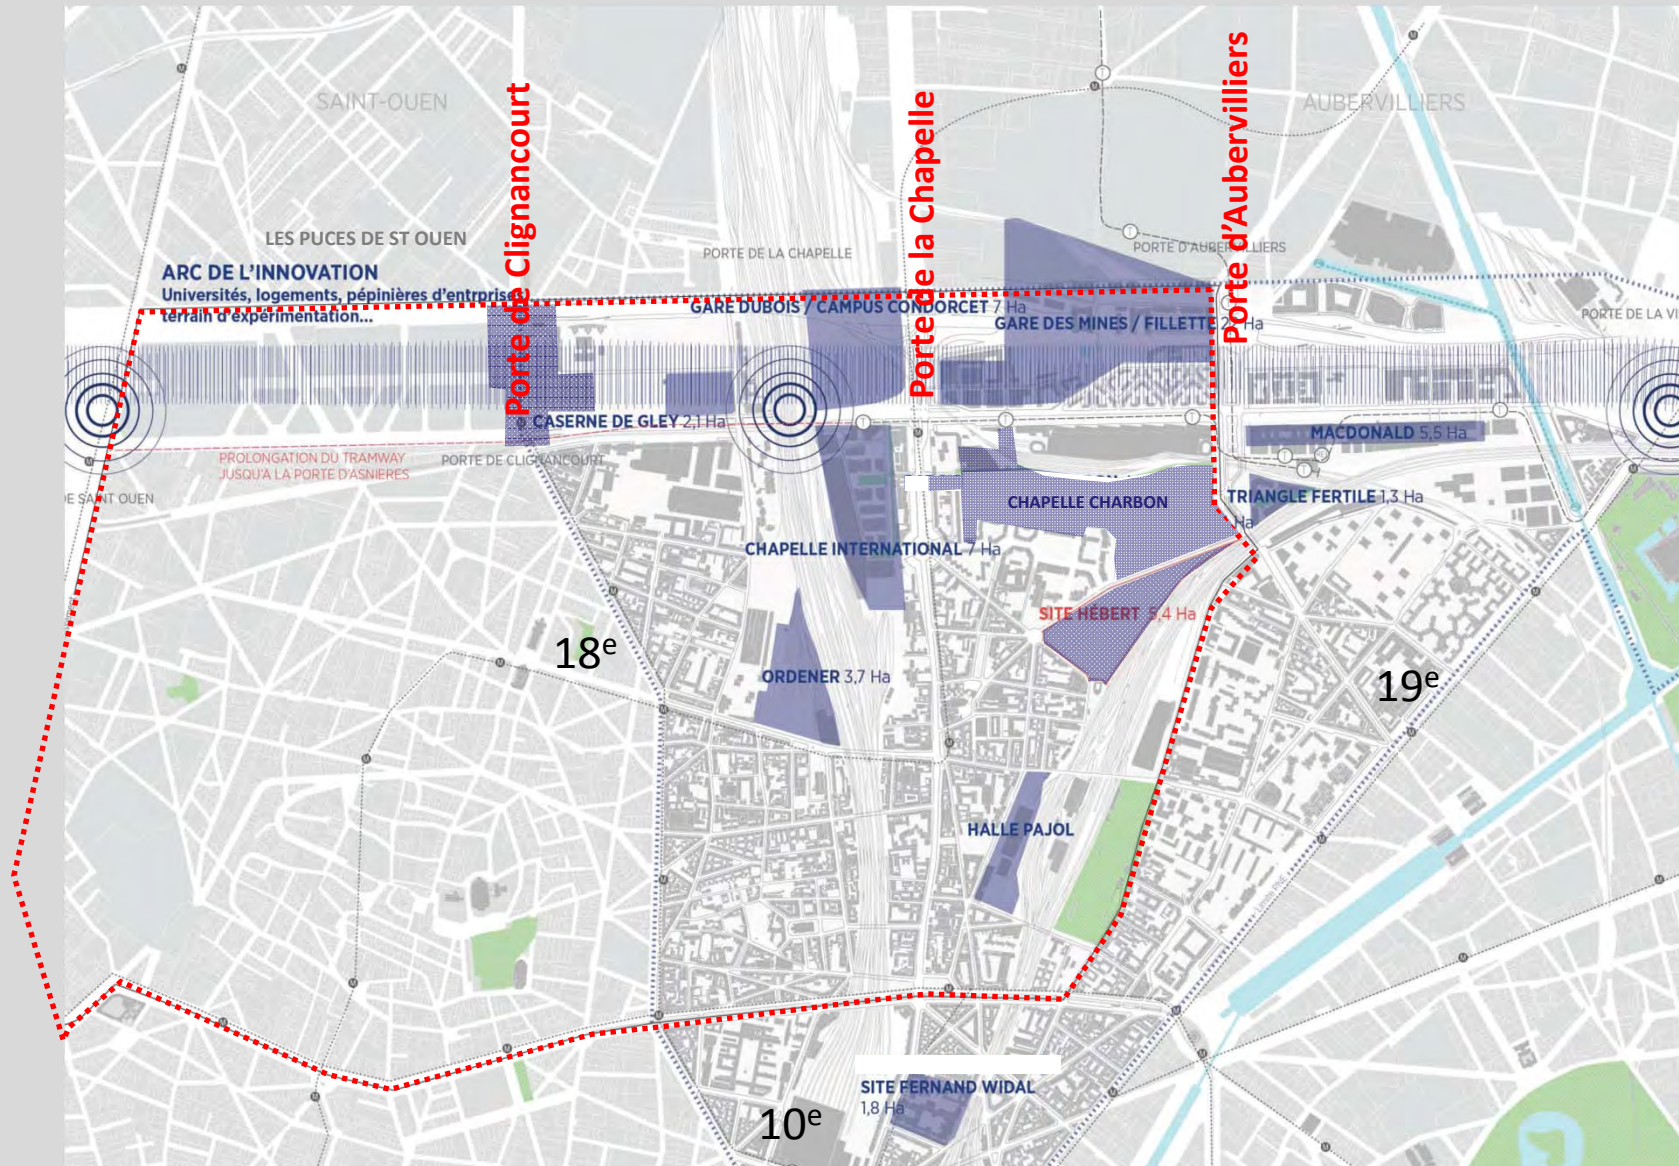 SAINT-OUEN
AUBERVILLIERS
Porte de Clignancourt
Porte de la Chapelle
Porte d'Aubervilliers
LES PUCES DE ST OUEN
PORTE DE LA CHAPELLE
PORTE D'AUBERVILLIERS
ARC DE L'INNOVATION
Universités, logements, pépinières d'entrprise
terrain d'expérimentation...
GARE DUBOIS / CAMPUS CONDORCET 7 Ha
GARE DES MINES / FILLETTE 2 Ha
PORTE DE LA VI
CASERNE DE GLEY 2,1 Ha
MACDONALD 5,5 Ha
PROLONGATION DU TRAMWAY
JUSQU'A LA PORTE D'ASNIERES
PORTE DE CLIGNANCOURT
E SAINT OUEN
TRIANGLE FERTILE 1,3 Ha
CHAPELLE CHARBON
Ha
CHAPELLE INTERNATIONAL 7 Ha
SITE HÉBERT 5,4 Ha
18e
ORDENER 3,7 Ha
19e
HALLE PAJOL
SITE FERNAND WIDAL
1,8 Ha
10e